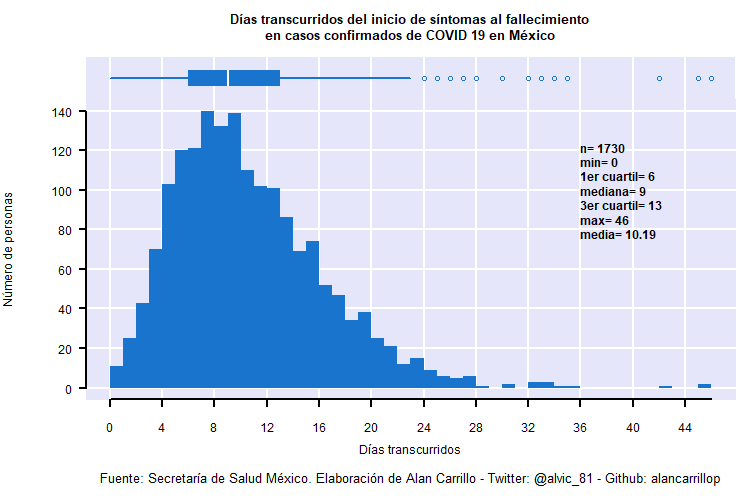 Días transcurridos del inicio de síntomas al fallecimiento
en casos confirmados de COVID 19 en México
Número de personas
140
120
100
80
60
40
20
0
n= 1730
min= 0
1er cuartil= 6
mediana= 9
3er cuartil= 13
max= 46
media= 10.19
0 4 8 12 16 20 24 28 32 36 40 44
Días transcurridos
Fuente: Secretaría de Salud México. Elaboración de Alan Carrillo - Twitter: @alvic_81 - Github: alancarrillop